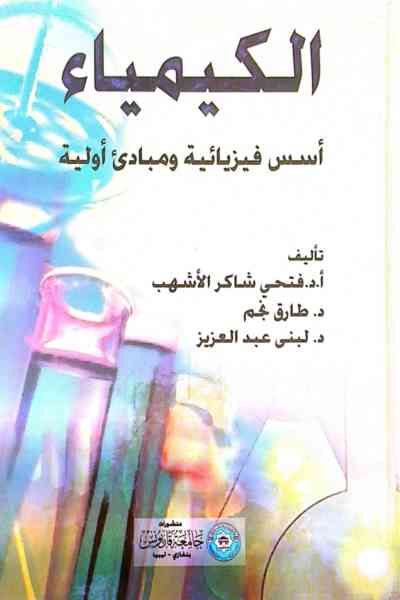 الكيمياء
أسس فيزيائية ومبادئ أولية
تأليف
أ.د.فتحي شاكر الأشهب
د. طارق نجم
د. لبنى عبد العزيز
منشورات
جامعة قاريونس
بنغازي - ليبيا